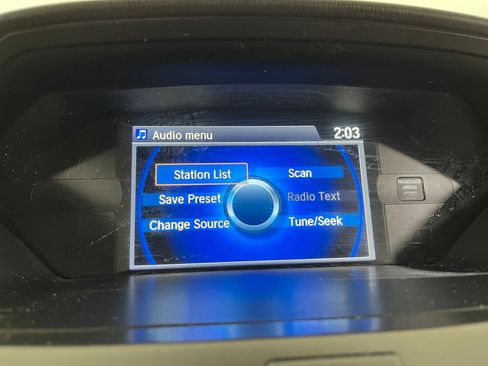 Audio menu 2:03
Station List Scan
Save Preset Radio Text
Change Source Tune/Seek
PASSENGER
AIRBAG